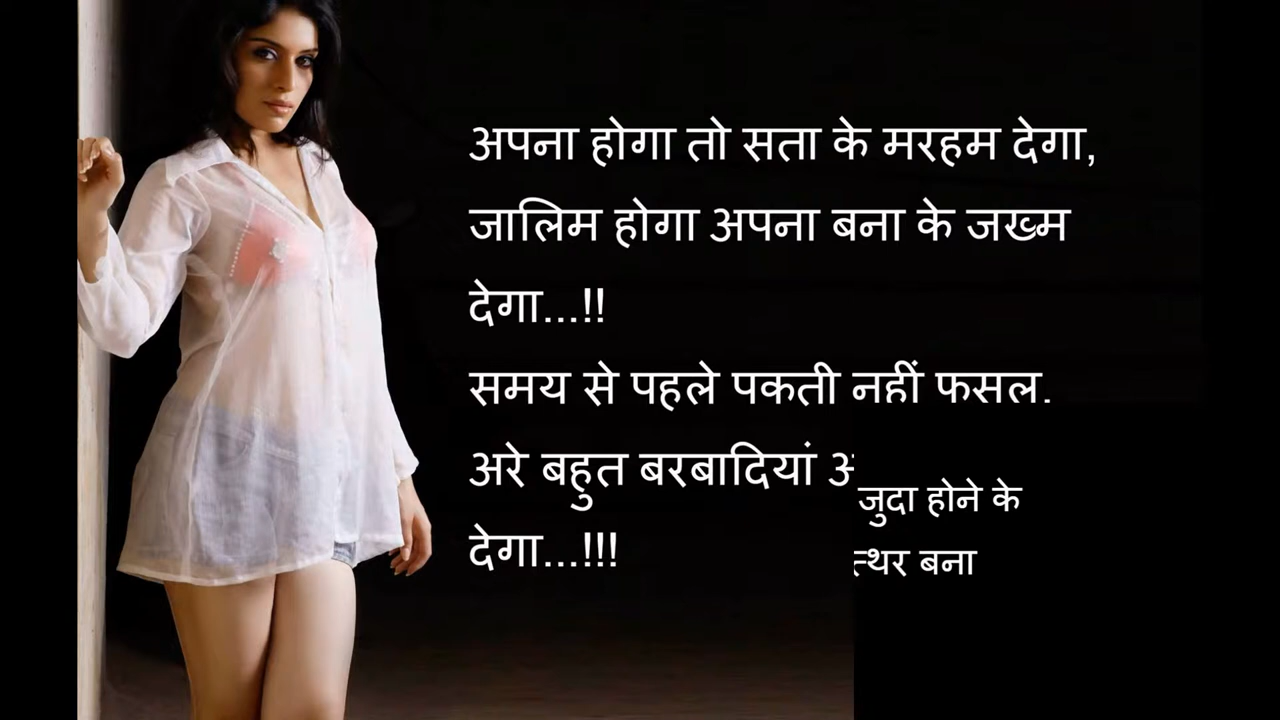 अपना होगा तो सता के मरहम देगा,
जालिम होगा अपना बना के जख्म
देगा...!!
समय से पहले पकती नहीं फसल.
अरे बहुत बरबादियां
देगा...!!!
जुदा होने के
बना